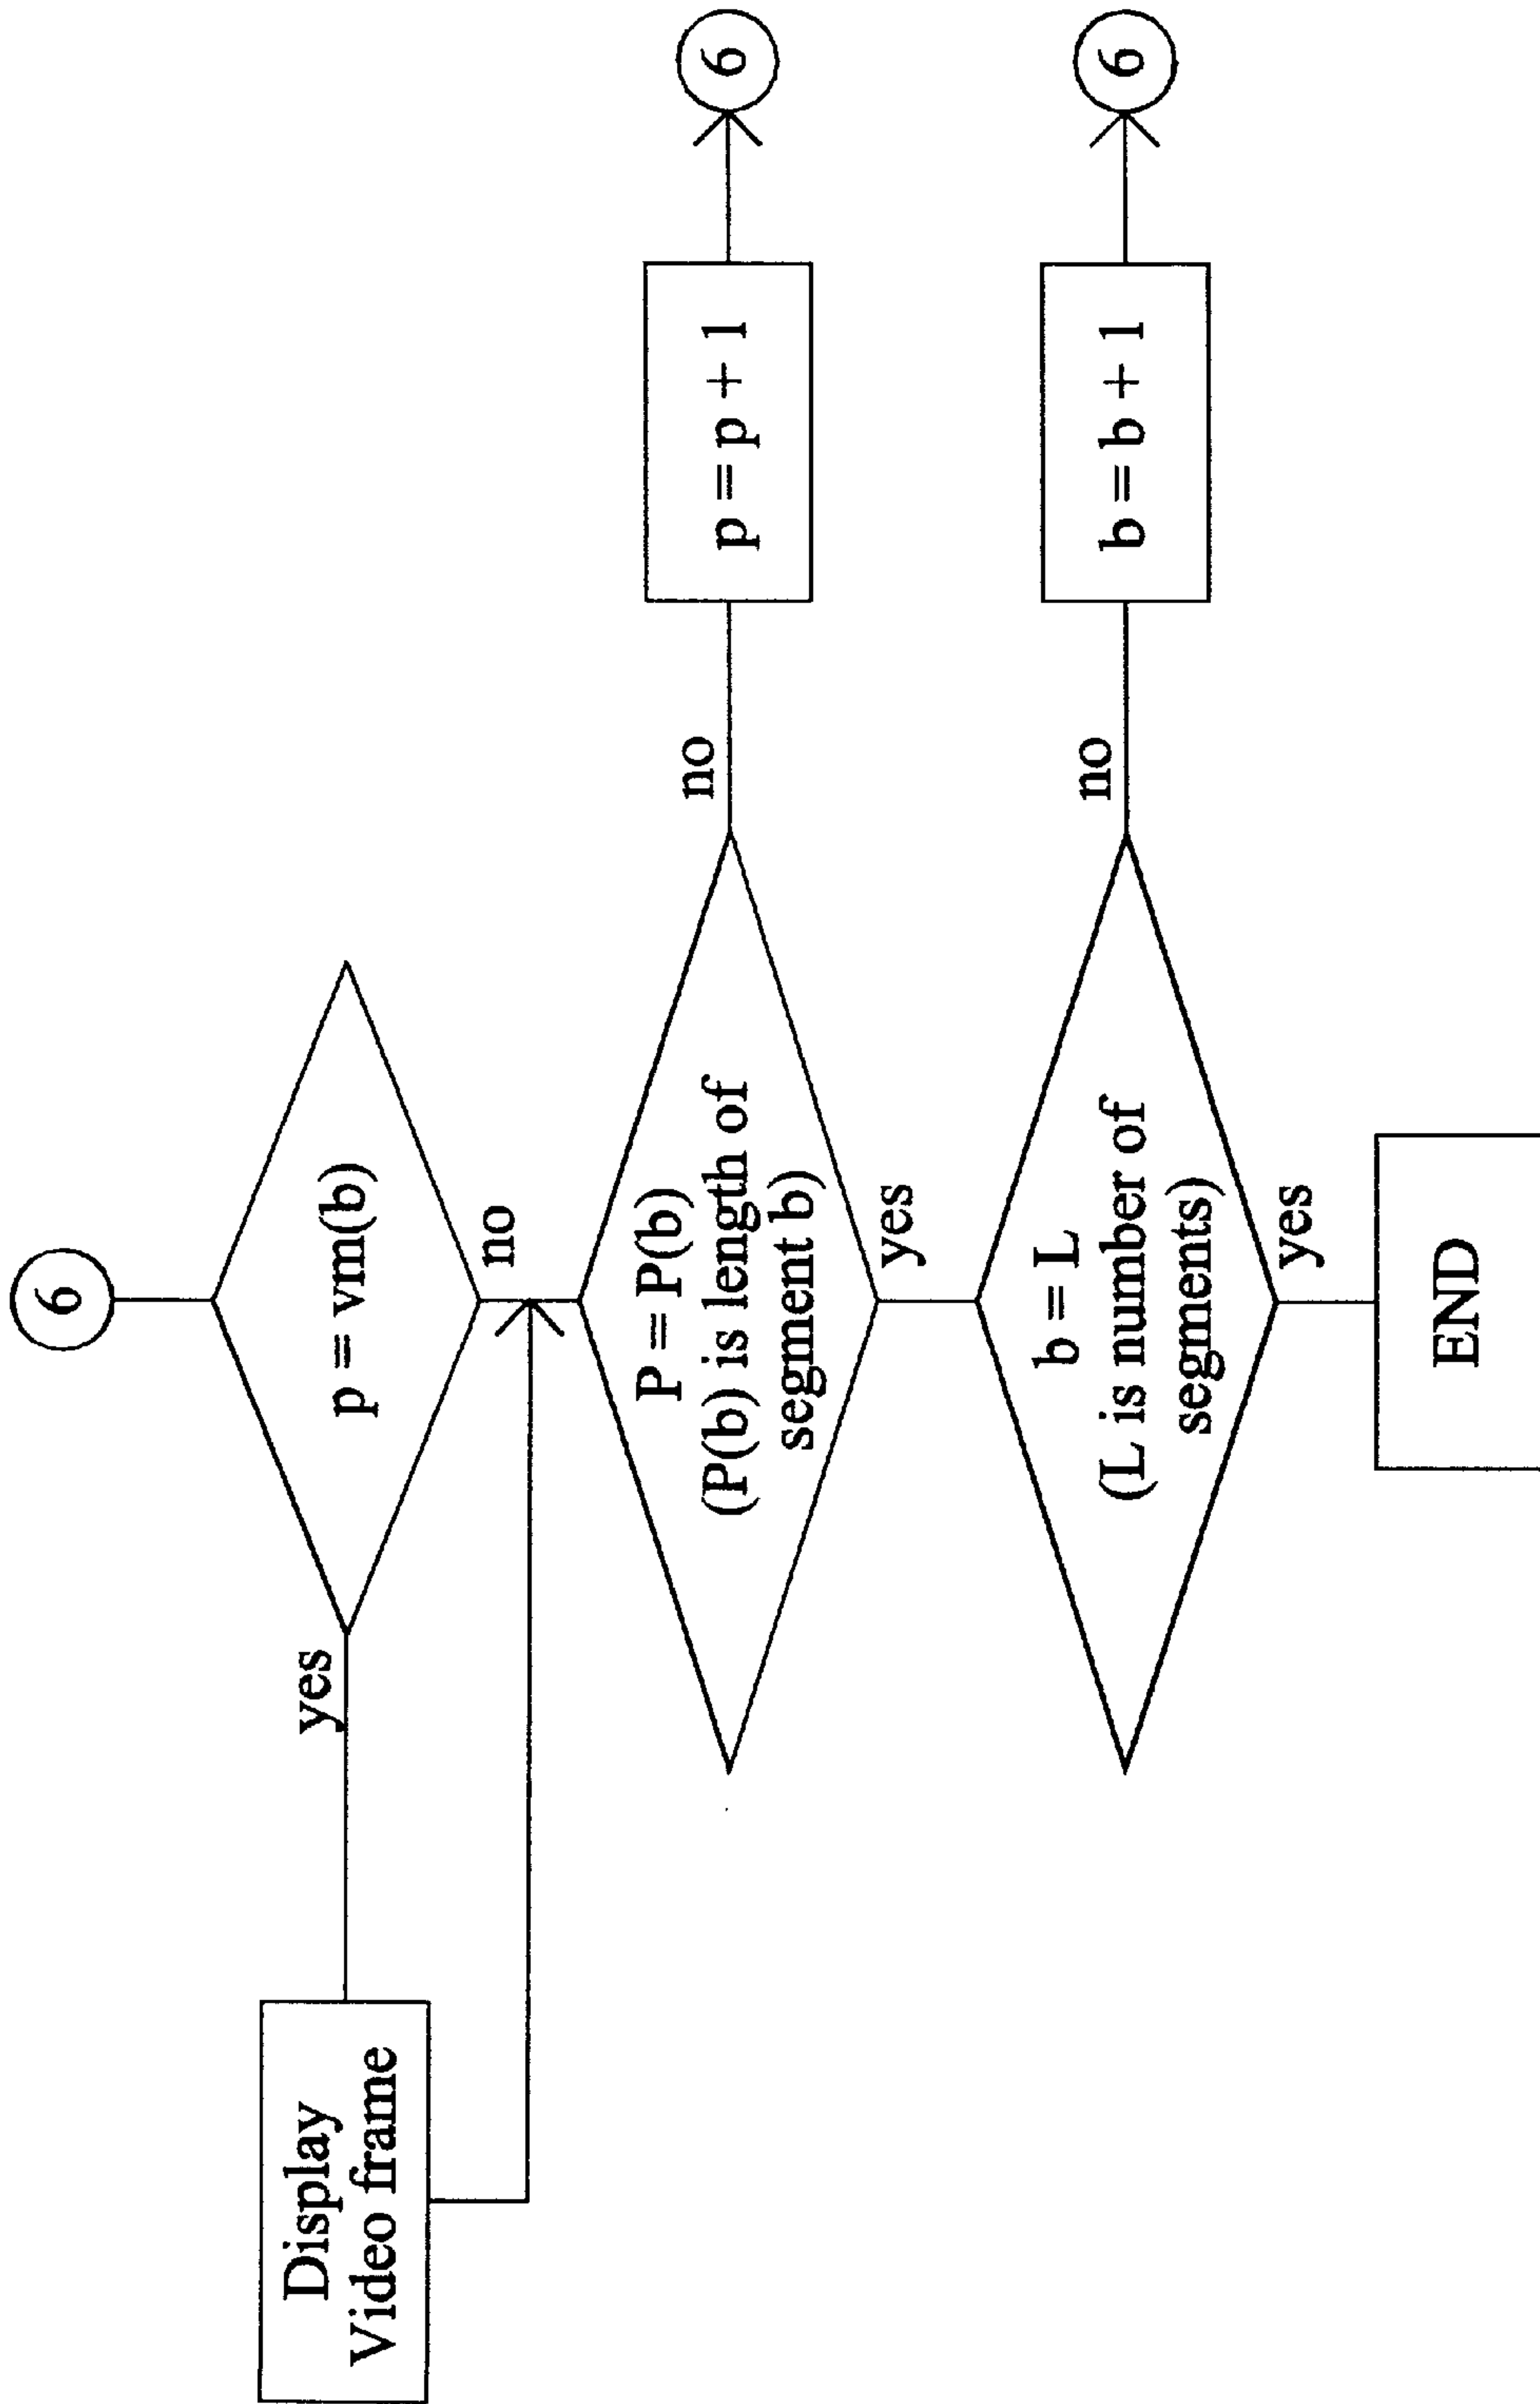 6
p = vm(b)
yes
no
Display
Video frame
P = P(b)
(P(b) is length of
segment b)
no
p = p + 1
6
yes
b = L
(L is number of
segments)
no
b = b + 1
6
yes
END